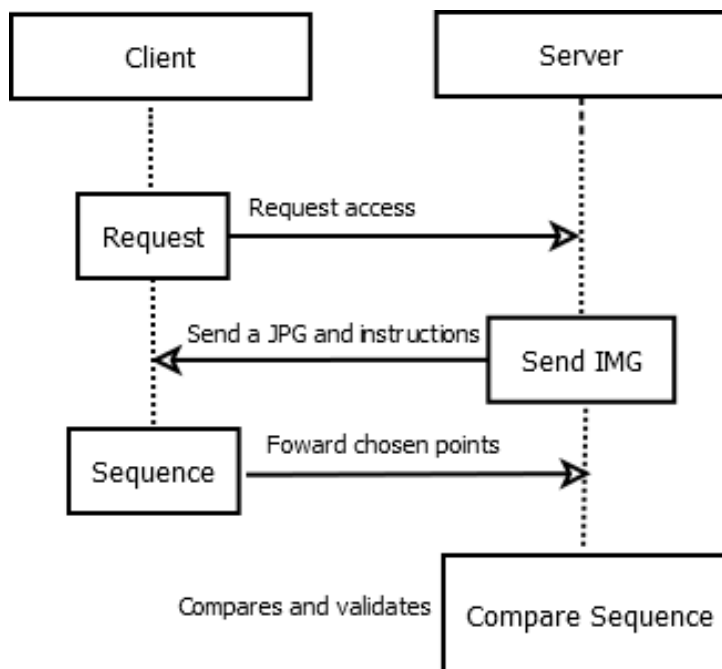 Client
Server
Request access
Request
Send a JPG and instructions
Send IMG
Foward chosen points
Sequence
Compares and validates
Compare Sequence